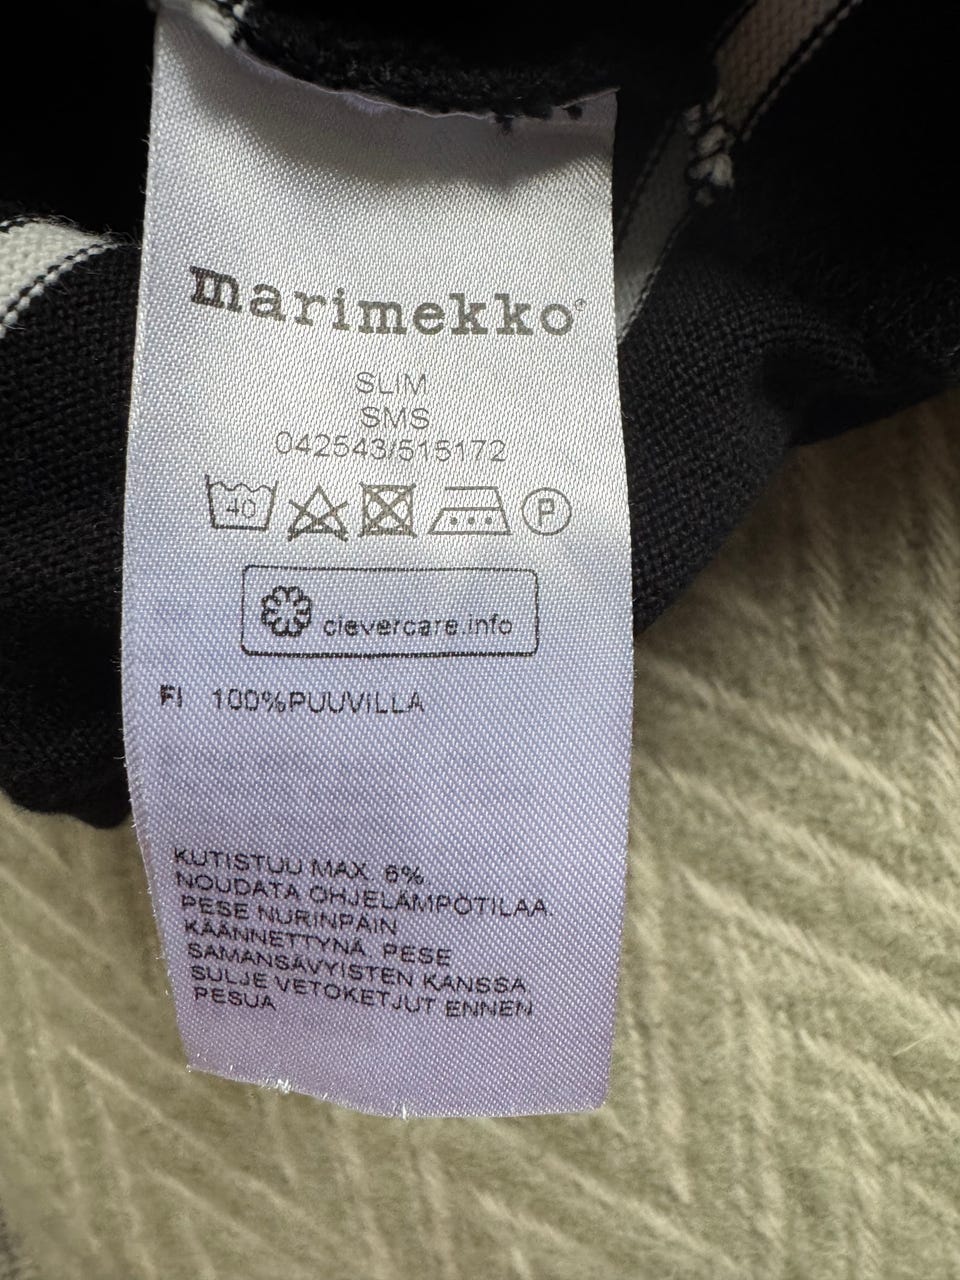 marimekko®
SLIM
SMS
042543/515172
40
P
clevercare.info
FI 100%PUUVILLA
KUTISTUU MAX 6%.
NOUDATA OHJELÄMPÖTILAA.
PESE NURINPÄIN
KÄÄNNETTYNÄ. PESE
SAMANSÄVYISTEN KANSSA.
SULJE VETOKETJUT ENNEN
PESUA